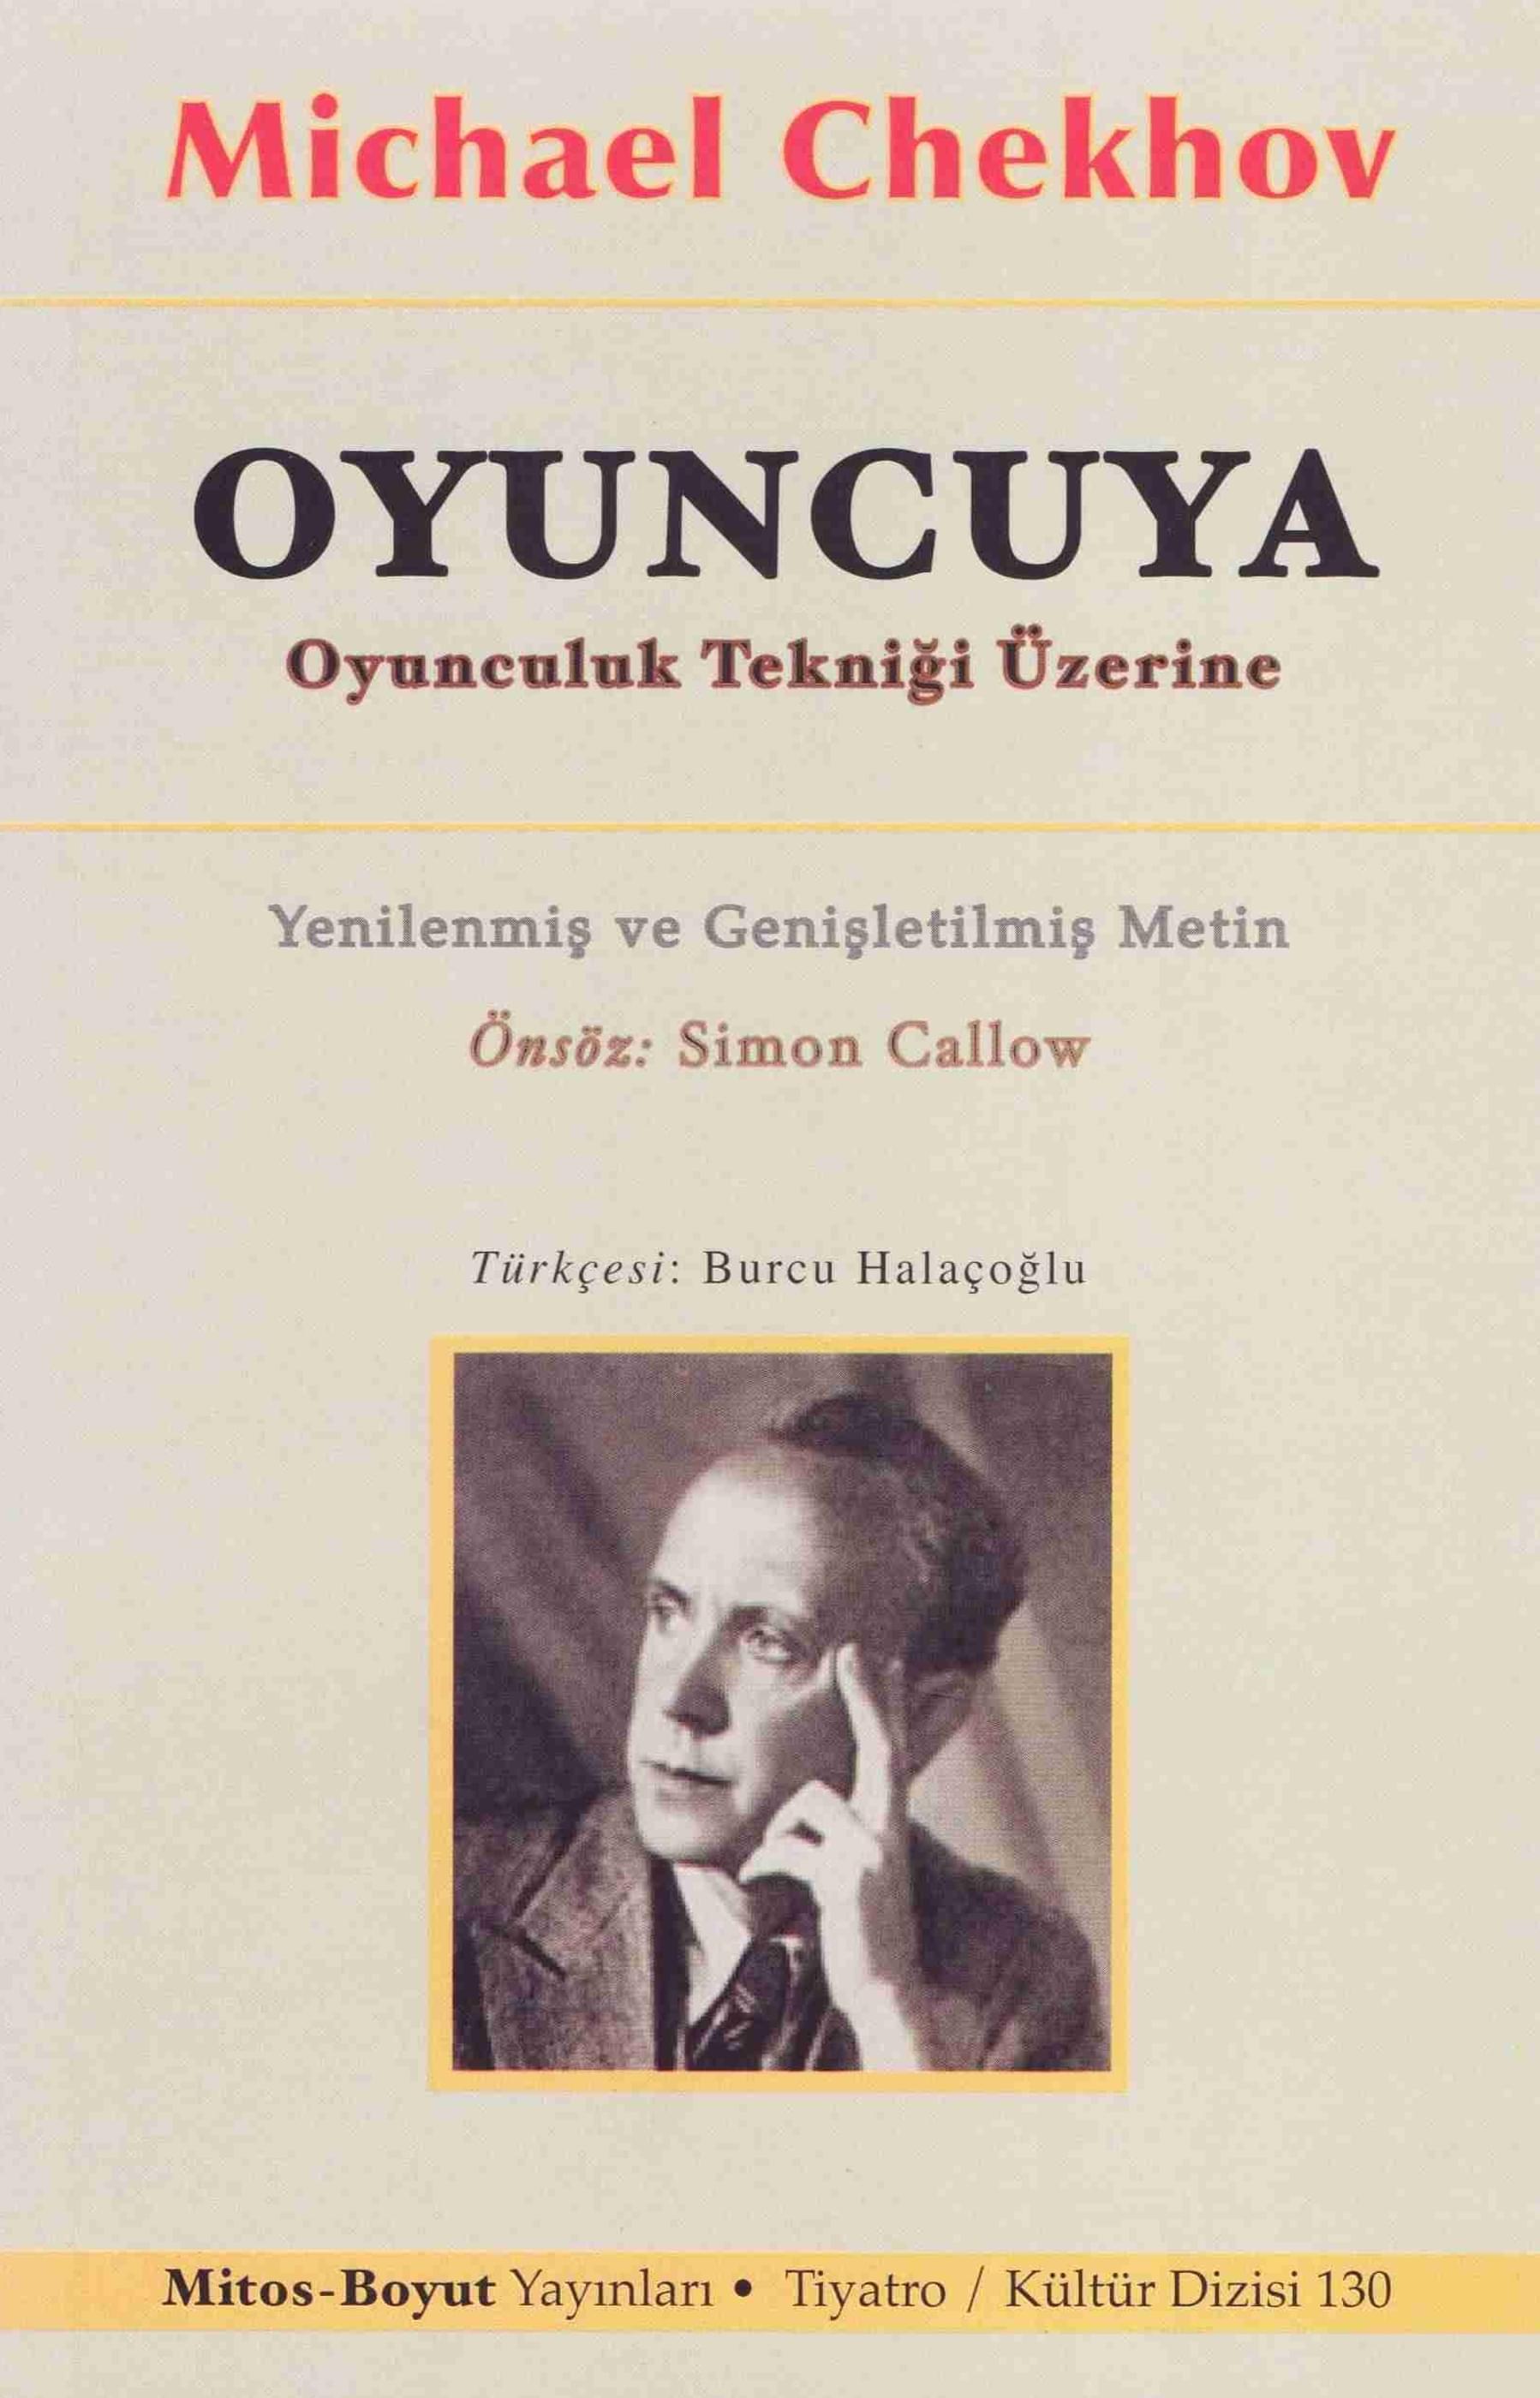 Michael Chekhov
OYUNCUYA
Oyunculuk Tekniği Üzerine
Yenilenmiş ve Genişletilmiş Metin
Önsöz: Simon Callow
Türkçesi: Burcu Halaçoğlu
Mitos-Boyut Yayınları • Tiyatro / Kültür Dizisi 130